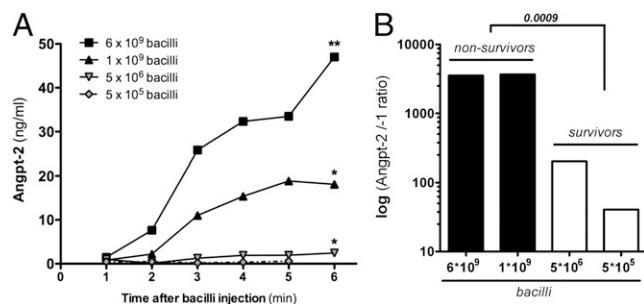 A
6 x 10⁹ bacilli
1 x 10⁹ bacilli
5 x 10⁶ bacilli
5 x 10⁵ bacilli
**
*
*
Angpt-2 (ng/ml)
50
40
30
20
10
0
0 1 2 3 4 5 6
Time after bacilli injection (min)
B
0.0009
non-survivors
survivors
log (Angpt-2 /-1 ratio)
10000
1000
100
10
6*10⁹ 1*10⁹ 5*10⁶ 5*10⁵
bacilli